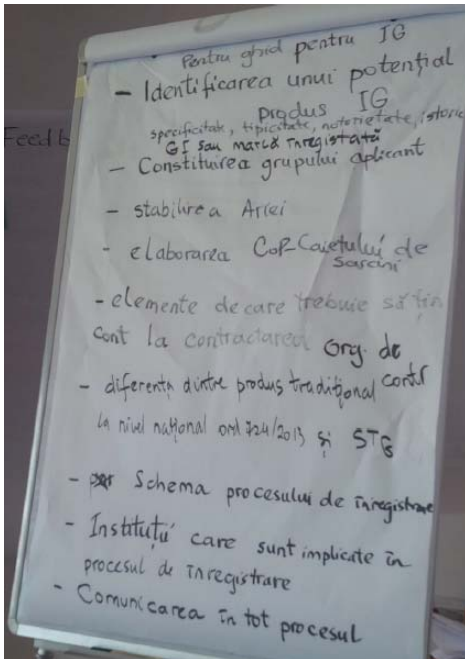 Feedb
- Pentru ghid pentru IG
- Identificarea unui potențial
produs IG
specificitate, tipicitate, notorietate, istoric
GI sau marcă înregistată
- Constituirea grupului aplicant
- stabilirea Ariei
- elaborarea CoP-Caietului de
sarcini
- elemente de care trebuie să țin
cont la contractarea org. de
control
- diferența dintre produs tradițional
la nivel național ord 724/2013 și STG
- Schema procesului de înregistrare
- Instituții care sunt implicate în
procesul de înregistrare
- Comunicarea în tot procesul